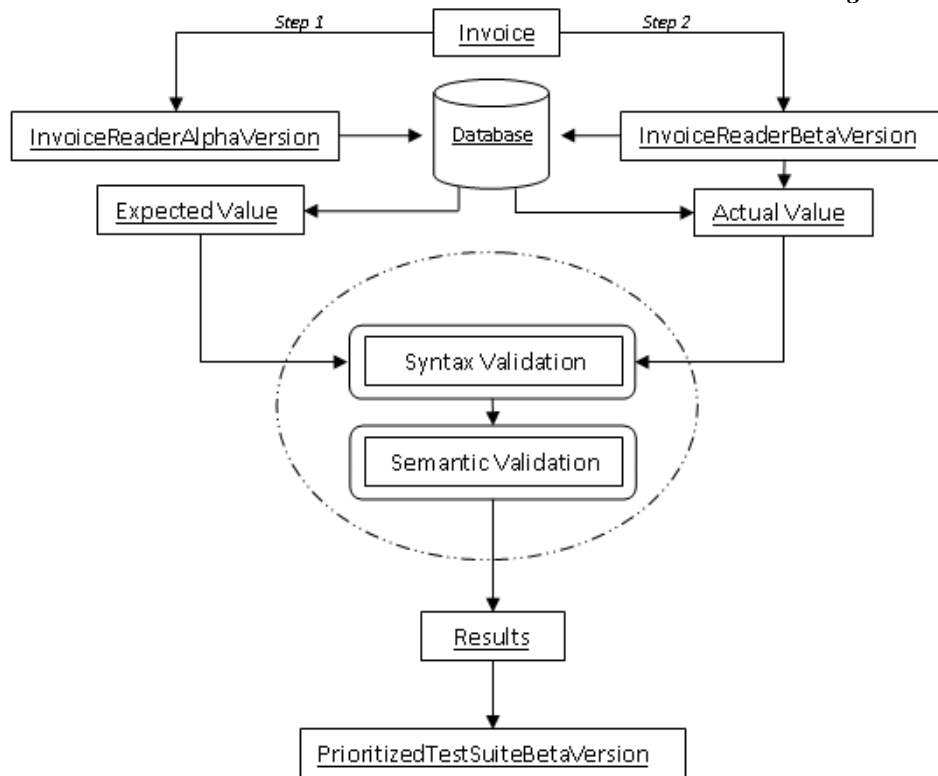 Step 1
Invoice
Step 2
InvoiceReaderAlphaVersion
Database
InvoiceReaderBetaVersion
Expected Value
Actual Value
Syntax Validation
Semantic Validation
Results
PrioritizedTestSuiteBetaVersion